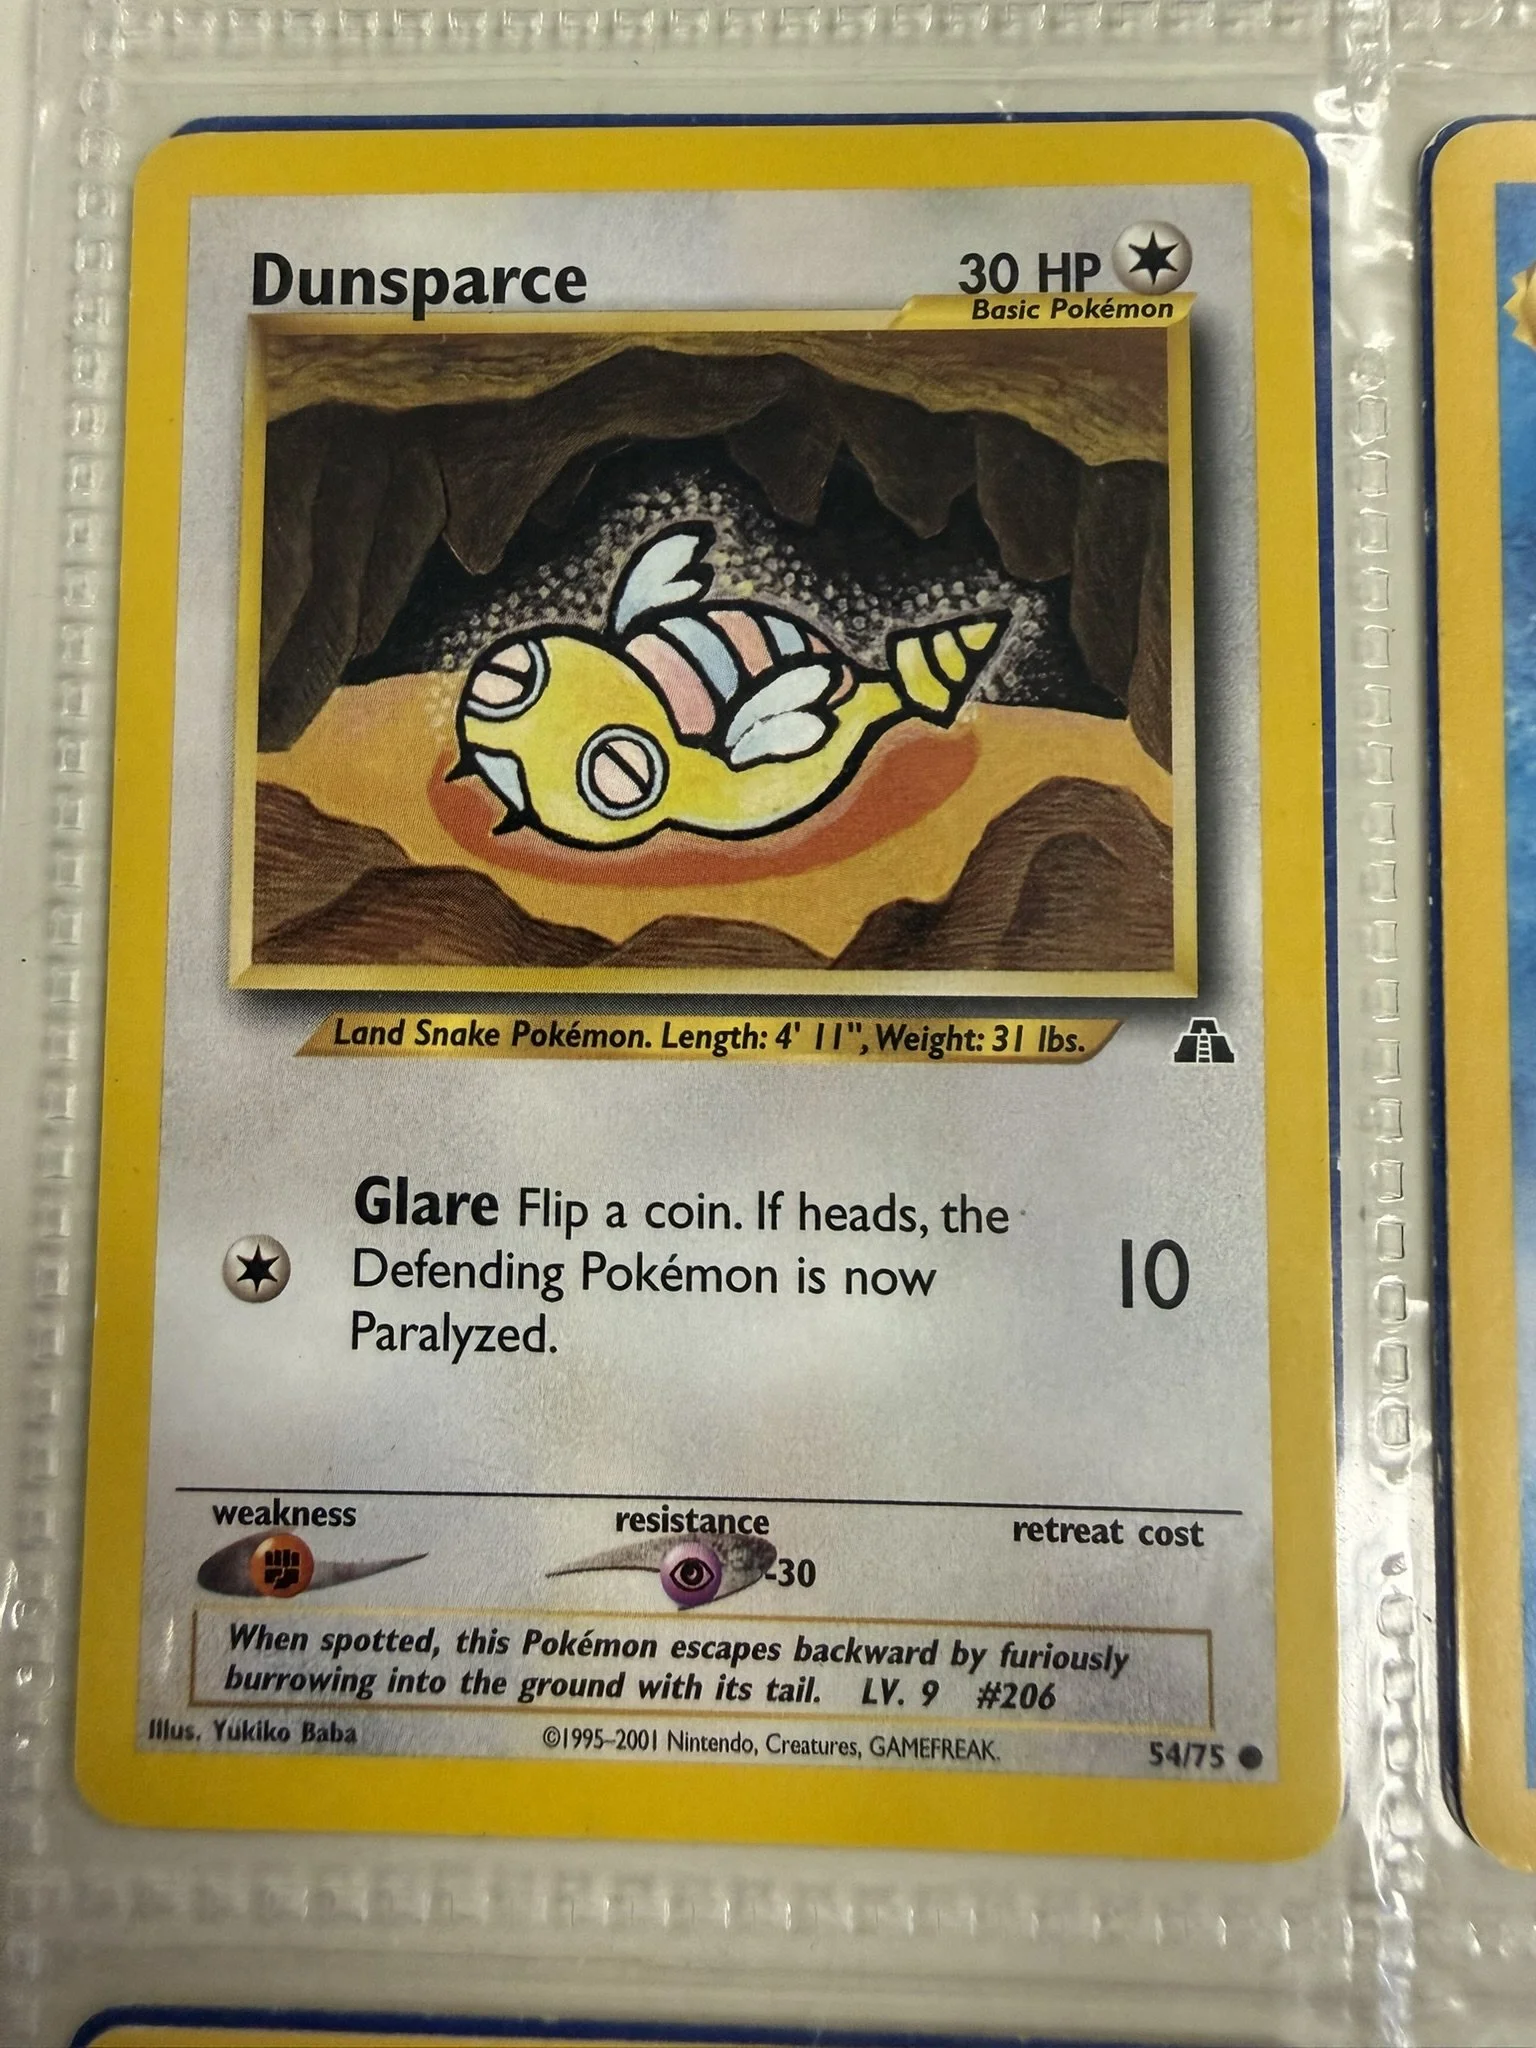 Dunsparce
30 HP
Basic Pokémon
Land Snake Pokémon. Length: 4' 11", Weight: 31 lbs.
Glare Flip a coin. If heads, the
Defending Pokémon is now
Paralyzed.
10
weakness
resistance
retreat cost
-30
When spotted, this Pokémon escapes backward by furiously
burrowing into the ground with its tail. LV. 9 #206
Illus. Yukiko Baba
©1995–2001 Nintendo, Creatures, GAMEFREAK.
54/75